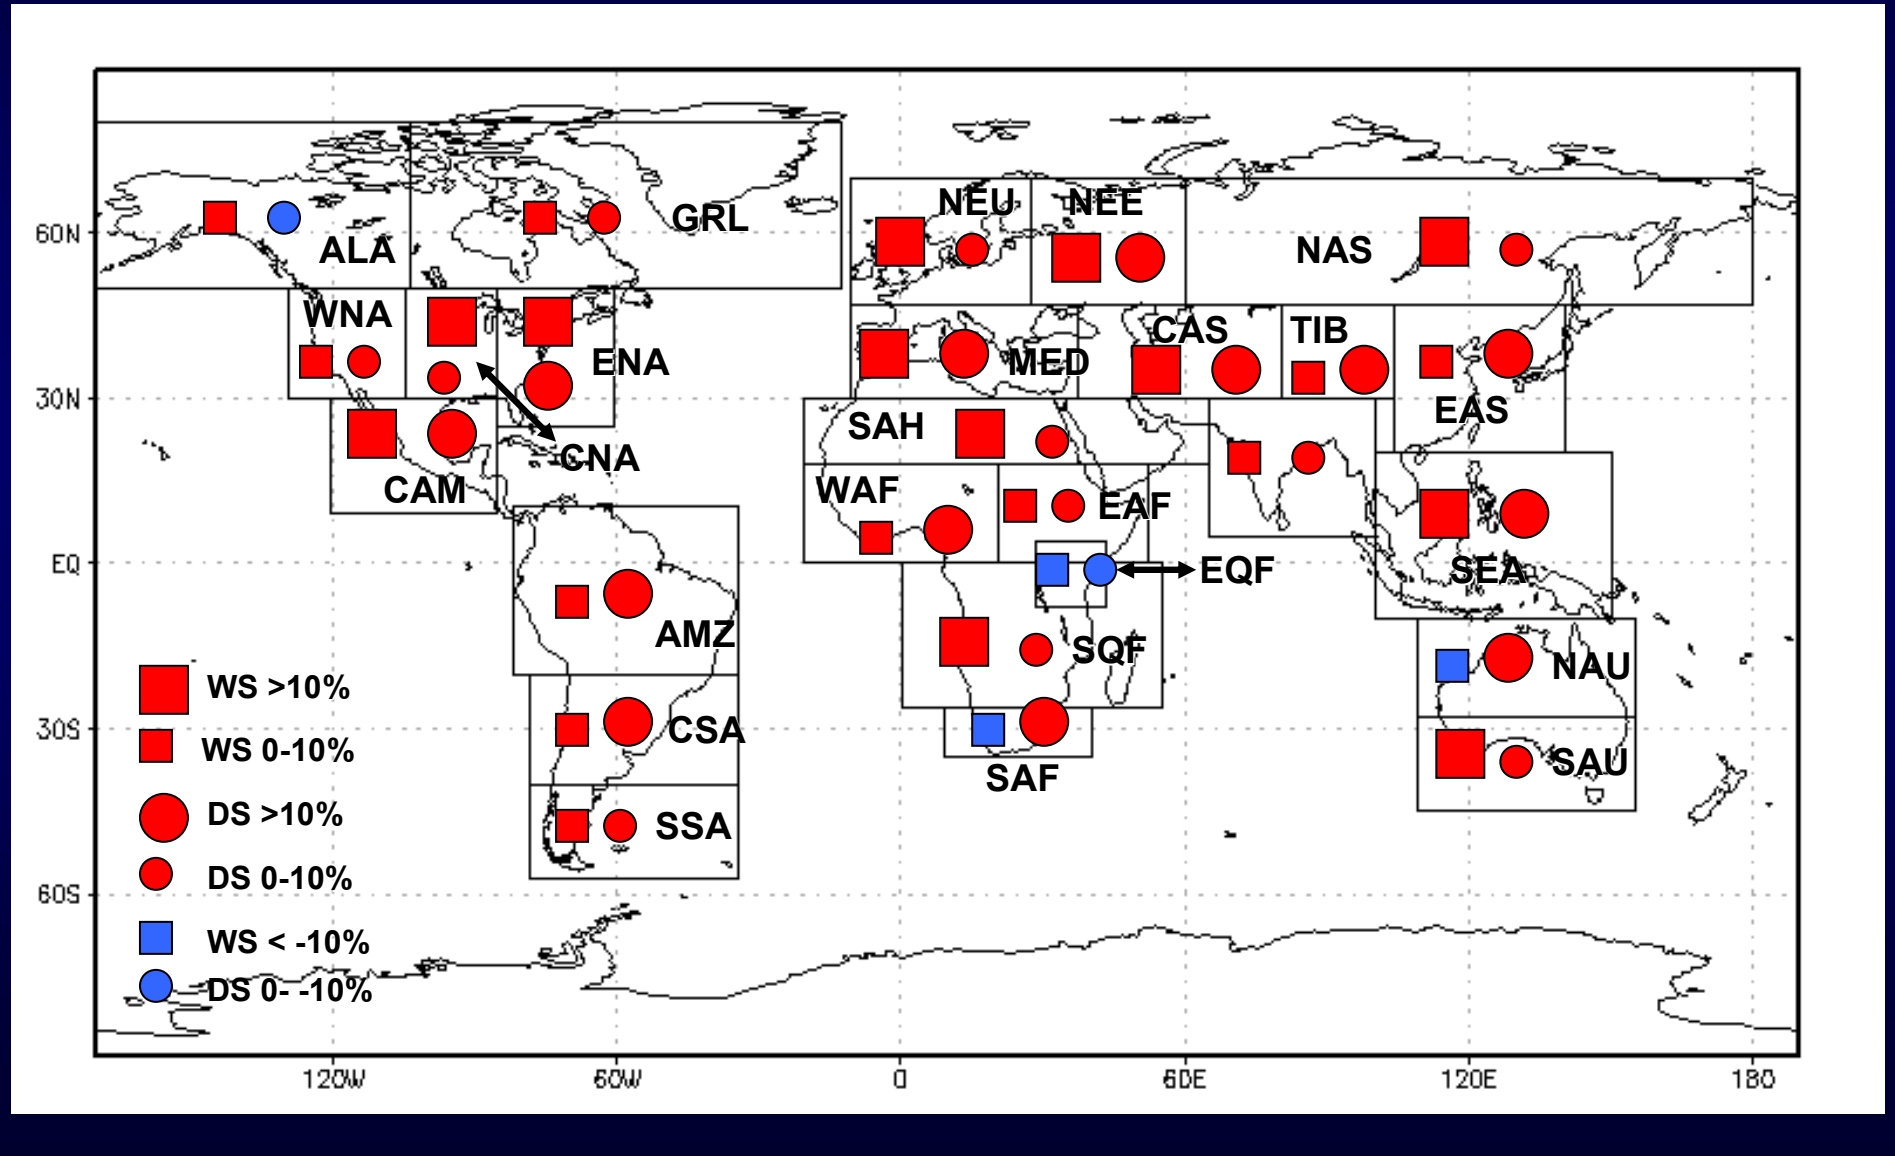 NEU
NEE
60N
ALA
GRL
NAS
WNA
ENA
MED
CAS
TIB
30N
EAS
SAH
CNA
CAM
WAF
EAF
EQ
EQF
SEA
AMZ
SQF
NAU
WS >10%
30S
CSA
WS 0-10%
SAF
SAU
DS >10%
SSA
DS 0-10%
60S
WS < -10%
DS 0- -10%
120W
60W
0
60E
120E
180